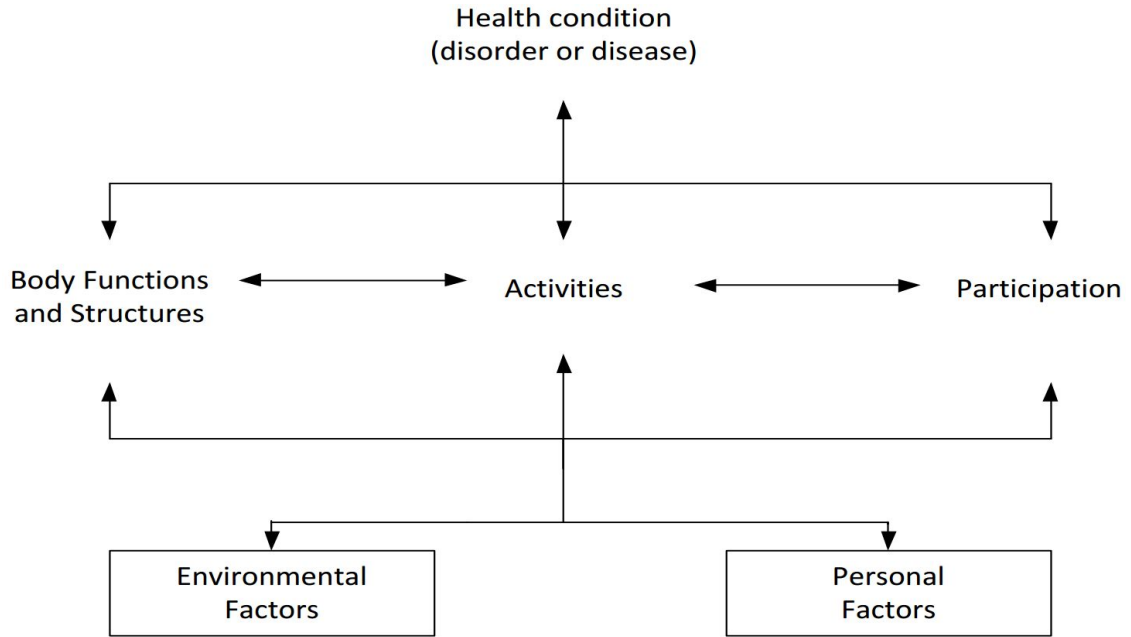 Health condition
(disorder or disease)
Body Functions
and Structures
Activities
Participation
Environmental
Factors
Personal
Factors